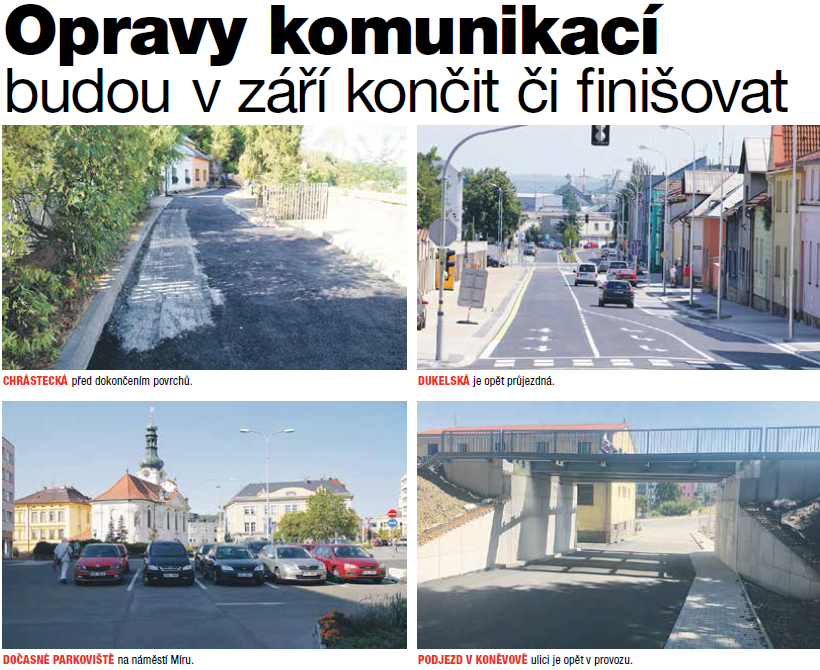 Opravy komunikací
budou v září končit či finišovat
CHRÁSTECKÁ před dokončením povrchů.
DUKELSKÁ je opět průjezdná.
DOČASNÉ PARKOVIŠTĚ na náměstí Míru.
PODJEZD V KONĚVOVĚ ulici je opět v provozu.